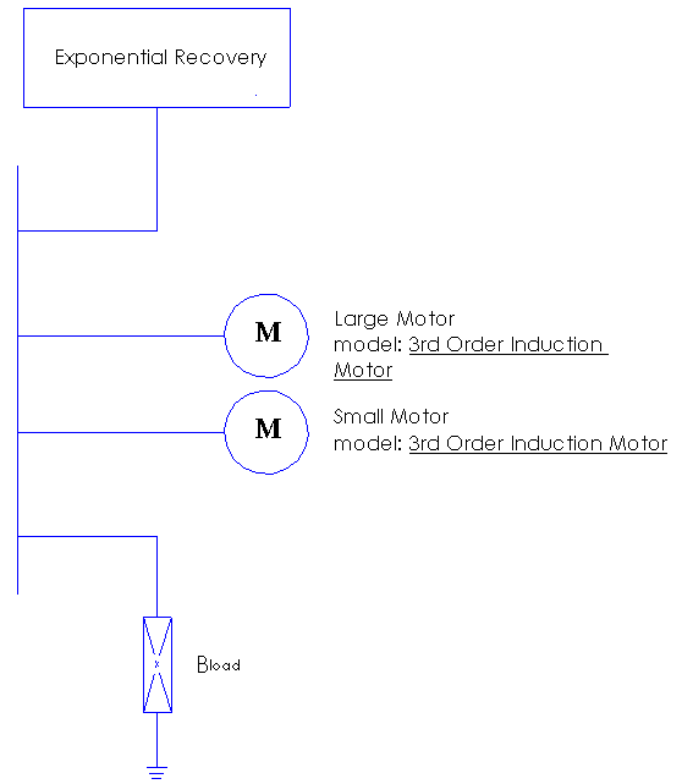 Exponential Recovery
M
Large Motor
model: 3rd Order Induction
Motor
M
Small Motor
model: 3rd Order Induction Motor
Bload